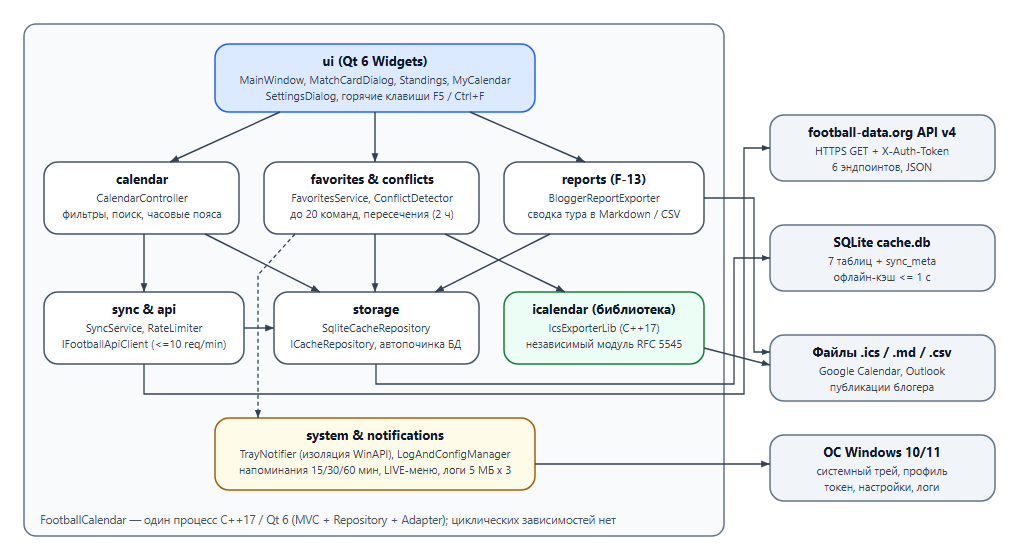 ui (Qt 6 Widgets)
MainWindow, MatchCardDialog, Standings, MyCalendar
SettingsDialog, горячие клавиши F5 / Ctrl+F
calendar
CalendarController
фильтры, поиск, часовые пояса
favorites & conflicts
FavoritesService, ConflictDetector
до 20 команд, пересечения (2 ч)
reports (F-13)
BloggerReportExporter
сводка тура в Markdown / CSV
sync & api
SyncService, RateLimiter
IFootballApiClient (<=10 req/min)
storage
SqliteCacheRepository
ICacheRepository, автопочинка БД
icalendar (библиотека)
IcsExporterLib (C++17)
независимый модуль RFC 5545
system & notifications
TrayNotifier (изоляция WinAPI), LogAndConfigManager
напоминания 15/30/60 мин, LIVE-меню, логи 5 МБ x 3
FootballCalendar — один процесс C++17 / Qt 6 (MVC + Repository + Adapter); циклических зависимостей нет
football-data.org API v4
HTTPS GET + X-Auth-Token
6 эндпоинтов, JSON
SQLite cache.db
7 таблиц + sync_meta
офлайн-кэш <= 1 с
Файлы .ics / .md / .csv
Google Calendar, Outlook
публикации блогера
ОС Windows 10/11
системный трей, профиль
токен, настройки, логи